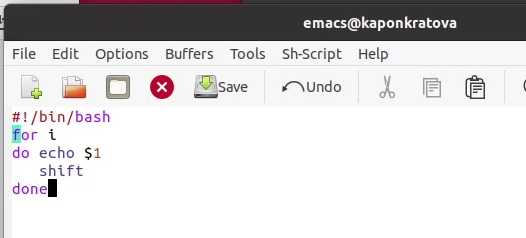 emacs@kaponkratova
File Edit Options Buffers Tools Sh-Script Help
Save Undo
#!/bin/bash
for i
do echo $1
   shift
done